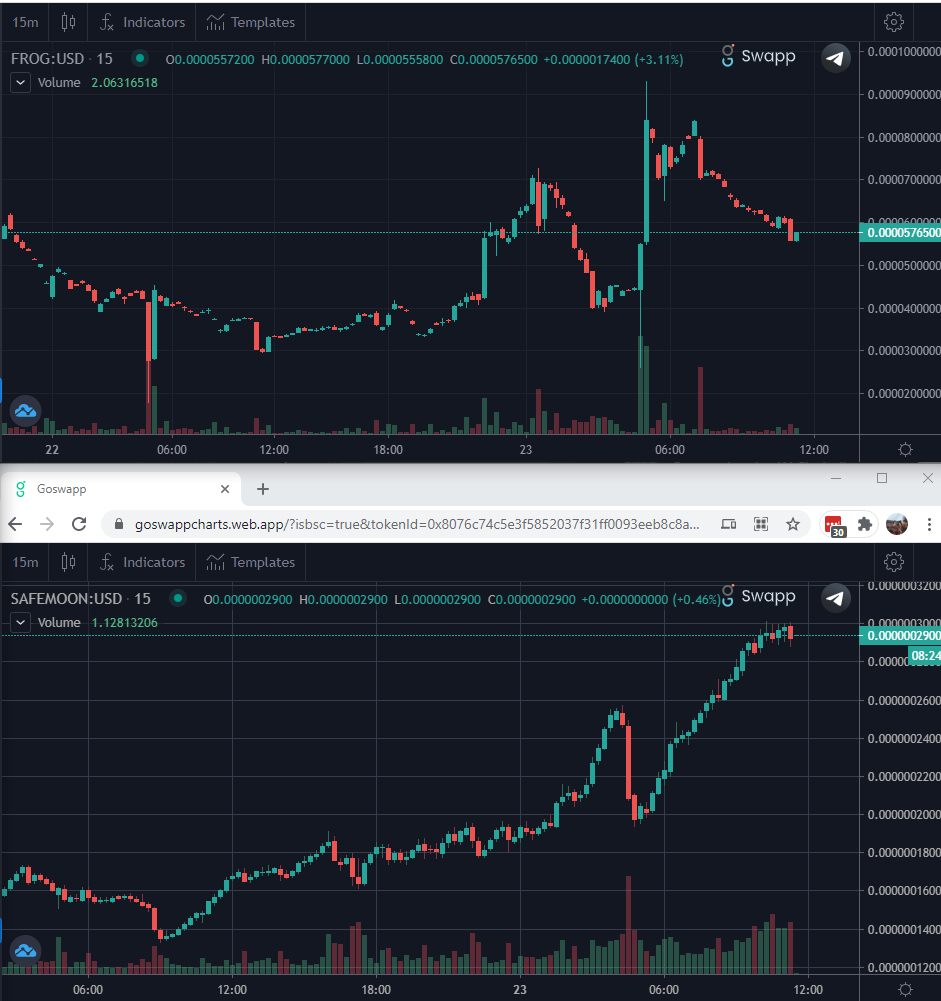 15m Indicators Templates
FROG:USD · 15 O0.0000557200 H0.0000577000 L0.0000555800 C0.0000576500 +0.0000017400 (+3.11%) Swapp
Volume 2.06316518
0.0001000000
0.0000900000
0.0000800000
0.0000700000
0.0000600000
0.0000576500
0.0000500000
0.0000400000
0.0000300000
0.0000200000
22 06:00 12:00 18:00 23 06:00 12:00
Goswapp
goswappcharts.web.app/?isbsc=true&tokenId=0x8076c74c5e3f5852037f31ff0093eeb8c8a...
30
15m Indicators Templates
SAFEMOON:USD · 15 O0.0000002900 H0.0000002900 L0.0000002900 C0.0000002900 +0.0000000000 (+0.46%) Swapp
Volume 1.12813206
0.0000003200
0.0000003000
0.0000002900
08:24
0.0000002600
0.0000002400
0.0000002200
0.0000002000
0.0000001800
0.0000001600
0.0000001400
0.0000001200
06:00 12:00 18:00 23 06:00 12:00